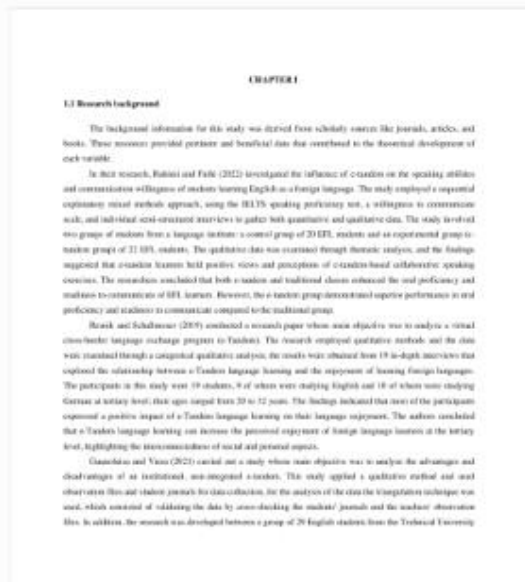 CHAPTER I
1.1 Research background
The background information for this study was derived from scholarly sources like journals, articles, and
books. These resources provided pertinent and beneficial data that contributed to the theoretical development of
each variable.
In their research, and (2022) investigated the influence of e-tandem on the speaking abilities
and communication willingness of students learning English as a foreign language. The study employed a sequential
explanatory mixed methods approach, using the IELTS speaking proficiency test, a willingness to communicate
scale, and individual semi-structured interviews to gather both quantitative and qualitative data. The study involved
two groups of students from a language institute: a control group of 20 EFL students and an experimental group (e-
tandem group) of 22 EFL students. The qualitative data was examined through thematic analysis, and the findings
suggested that e-tandem learners held positive views and perceptions of e-tandem-based collaborative speaking
exercises. The researchers concluded that both e-tandem and traditional classes enhanced the oral proficiency and
readiness to communicate of EFL learners. However, the e-tandem group demonstrated superior performance in oral
proficiency and readiness to communicate compared to the traditional group.
Resnik and Schallmoser (2019) conducted a research paper whose main objective was to analyze a virtual
cross-border language exchange program (e-Tandem). The research employed qualitative methods and the data
were examined through a categorical qualitative analysis; the results were obtained from 19 in-depth interviews that
explored the relationship between e-Tandem language learning and the enjoyment of learning foreign languages.
The participants in this study were 19 students, 9 of whom were studying English and 10 of whom were studying
German at tertiary level; their ages ranged from 20 to 32 years. The findings indicated that most of the participants
expressed a positive impact of e-Tandem language learning on their language enjoyment. The authors concluded
that e-Tandem language learning can increase the perceived enjoyment of foreign language learners at the tertiary
level, highlighting the interconnectedness of social and personal aspects.
and (2021) carried out a study whose main objective was to analyze the advantages and
disadvantages of an institutional, non-integrated e-tandem. This study applied a qualitative method and used
observation files and student journals for data collection; for the analysis of the data the triangulation technique was
used, which consisted of validating the data by cross-checking the students' journals and the teachers' observation
files. In addition, the research was developed between a group of 29 English students from the Technical University